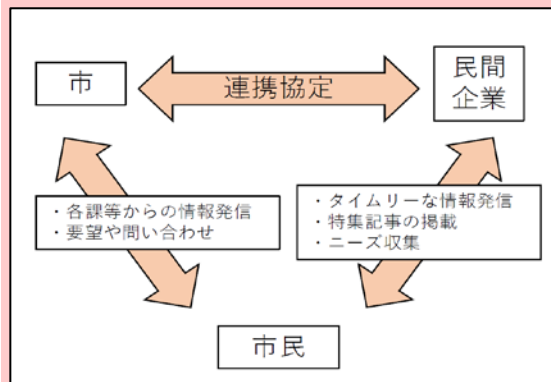 市
連携協定
民間
企業
・各課等からの情報発信
・要望や問い合わせ
・タイムリーな情報発信
・特集記事の掲載
・ニーズ収集
市民